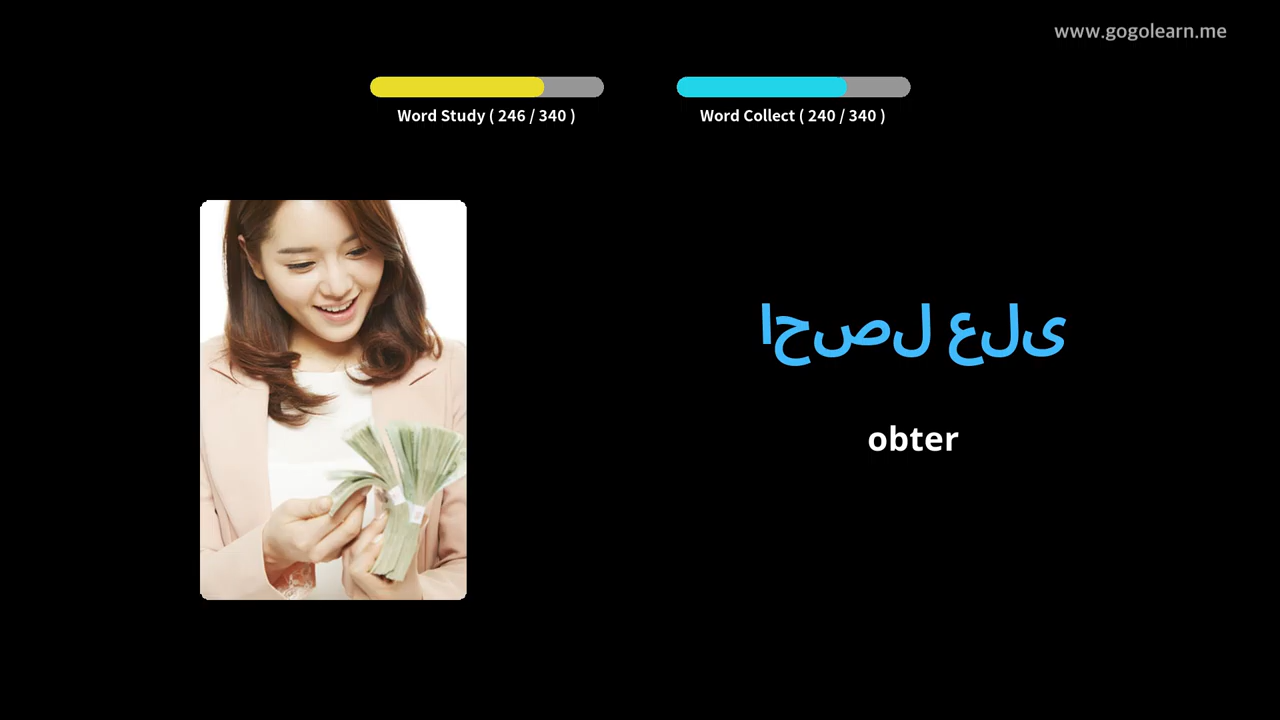 www.gogolearn.me
Word Study ( 246 / 340 )
Word Collect ( 240 / 340 )
احصل على
obter